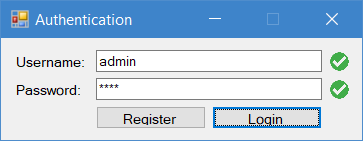 Authentication
Username: admin
Password: ****
Register Login